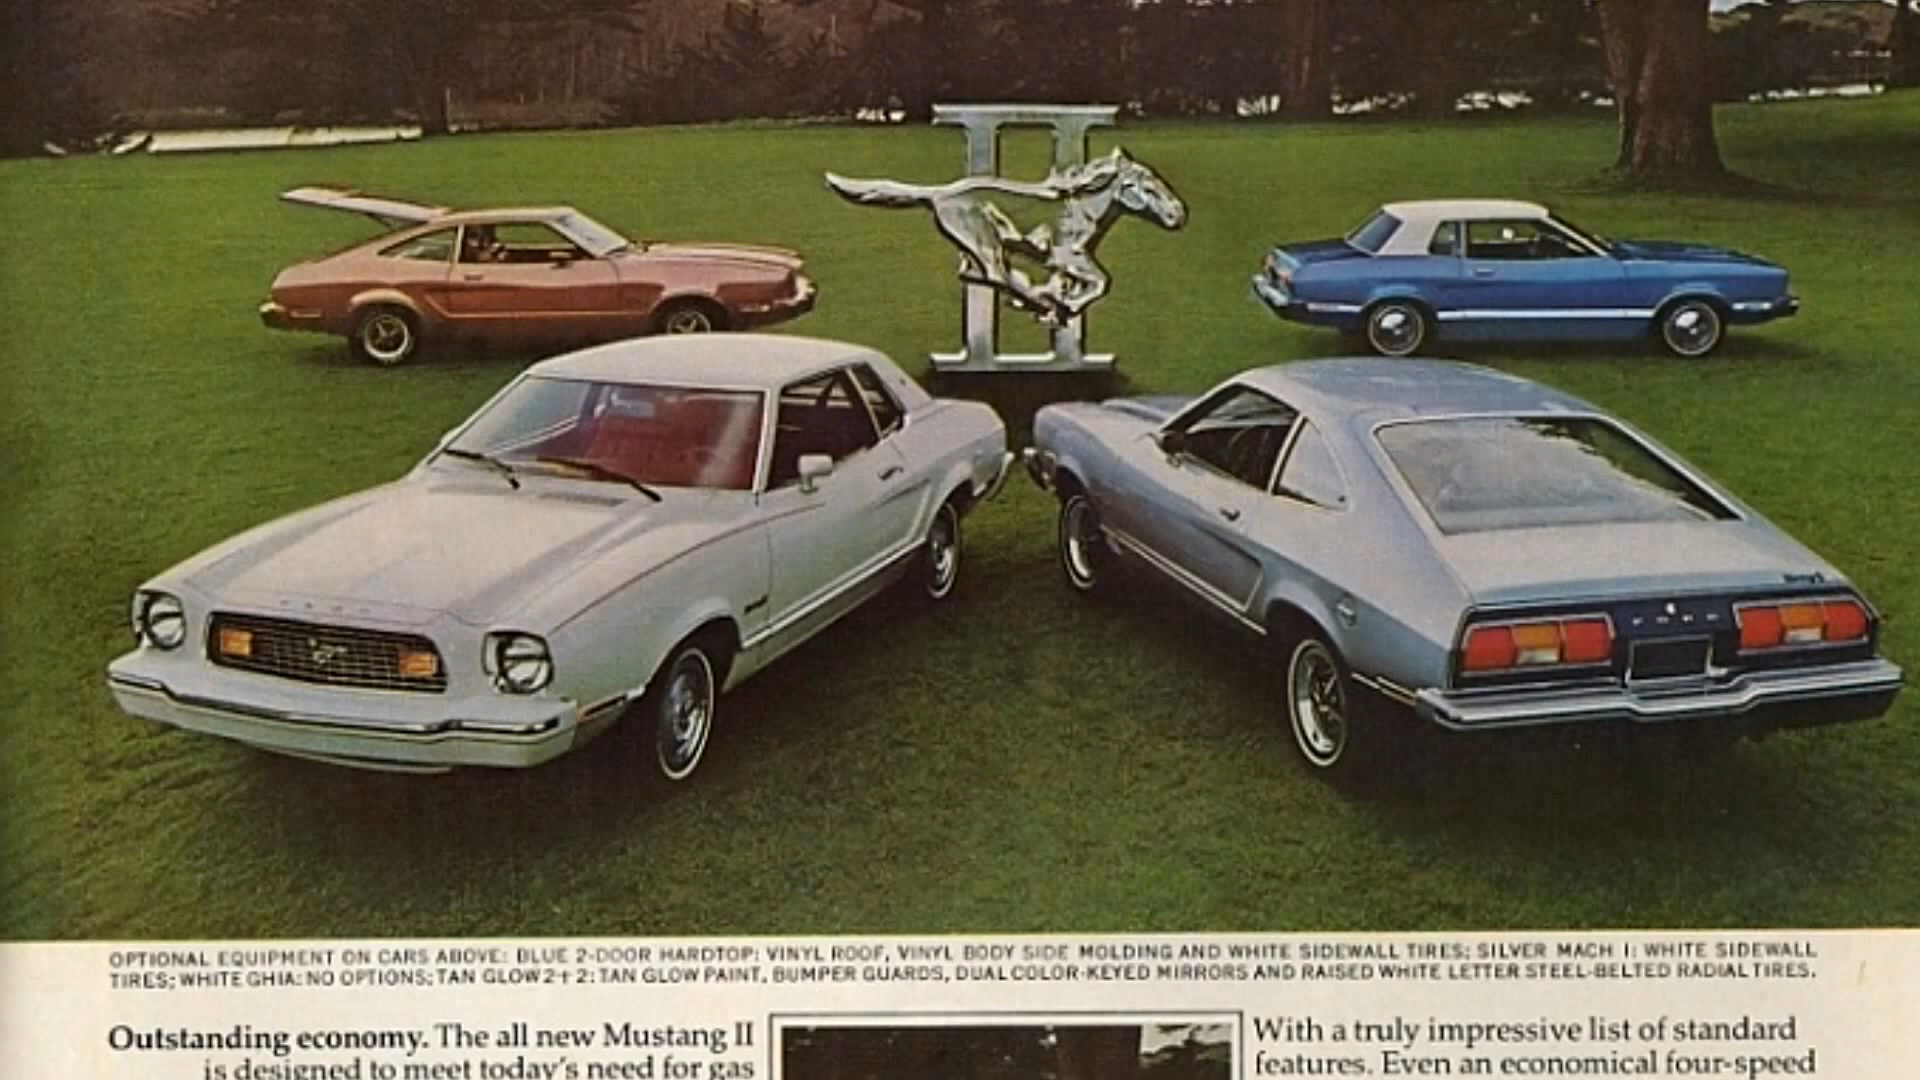 II
FORD
FORD
OPTIONAL EQUIPMENT ON CARS ABOVE: BLUE 2-DOOR HARDTOP: VINYL ROOF, VINYL BODY SIDE MOLDING AND WHITE SIDEWALL TIRES; SILVER MACH I: WHITE SIDEWALL
TIRES; WHITE GHIA: NO OPTIONS; TAN GLOW 2+2: TAN GLOW PAINT, BUMPER GUARDS, DUAL COLOR-KEYED MIRRORS AND RAISED WHITE LETTER STEEL-BELTED RADIAL TIRES.
Outstanding economy. The all new Mustang II
is designed to meet today's need for gas
With a truly impressive list of standard
features. Even an economical four-speed